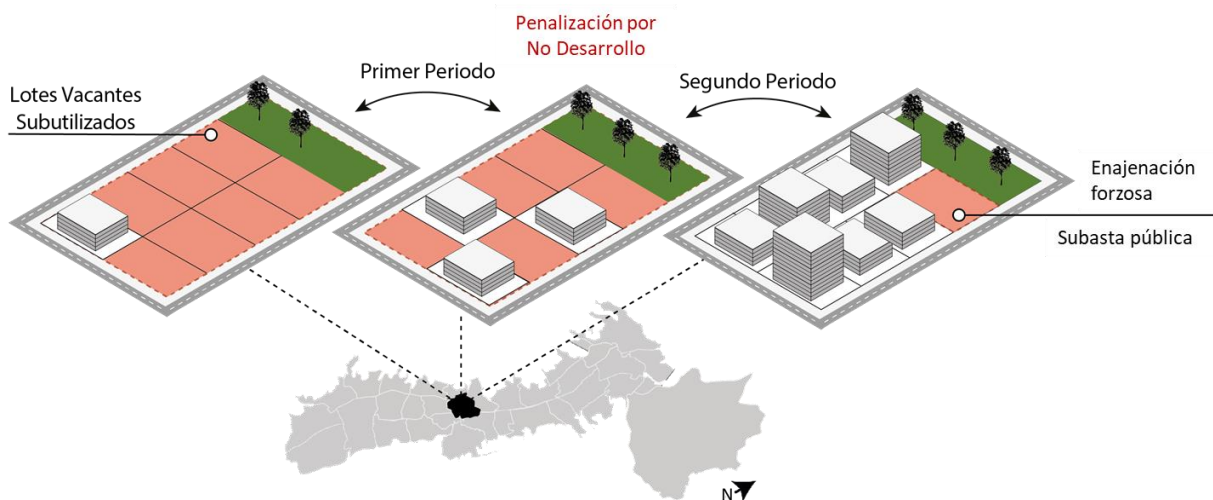 Penalización por
No Desarrollo
Primer Periodo
Segundo Periodo
Lotes Vacantes
Subutilizados
Enajenación
forzosa
Subasta pública
N